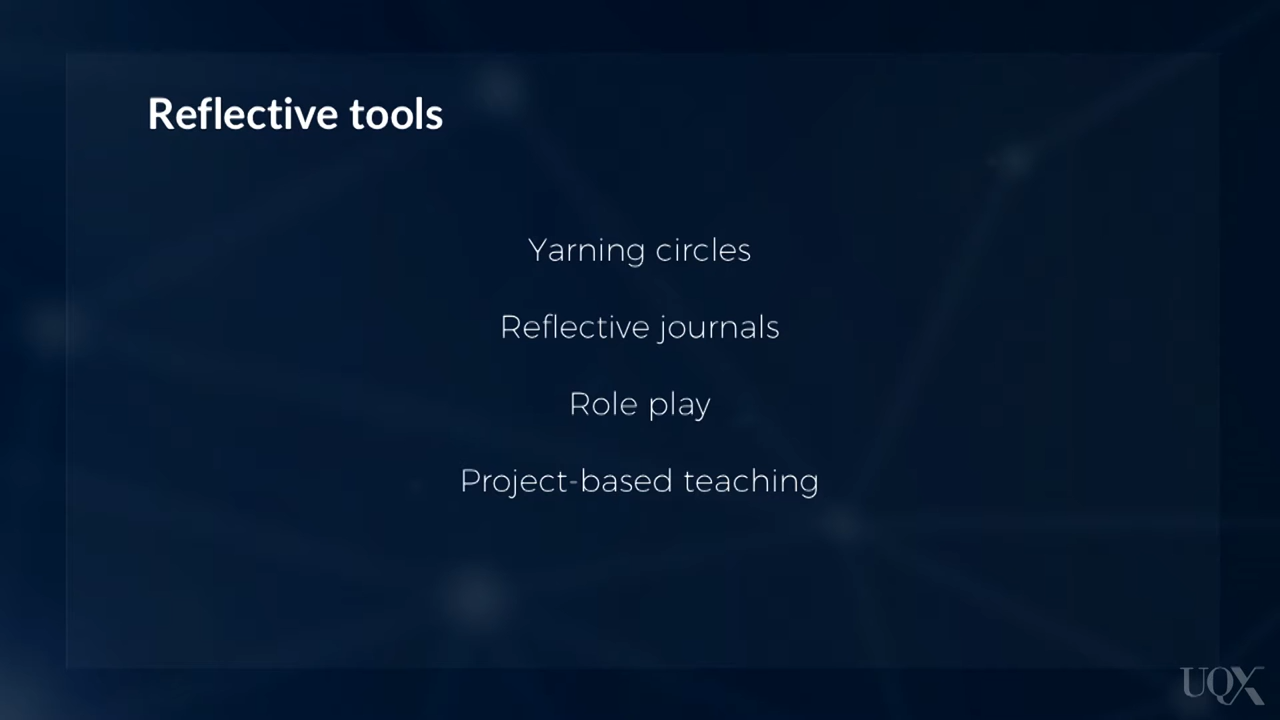 Reflective tools
Yarning circles
Reflective journals
Role play
Project-based teaching
UQX